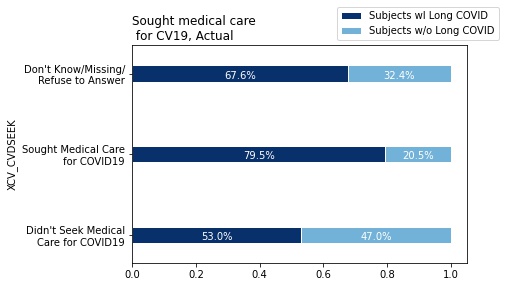 Sought medical care
for CV19, Actual
Subjects wl Long COVID
Subjects w/o Long COVID
Don't Know/Missing/
Refuse to Answer
67.6% 32.4%
XCV_CVDSEEK
Sought Medical Care
for COVID19
79.5% 20.5%
Didn't Seek Medical
Care for COVID19
53.0% 47.0%
0.0 0.2 0.4 0.6 0.8 1.0